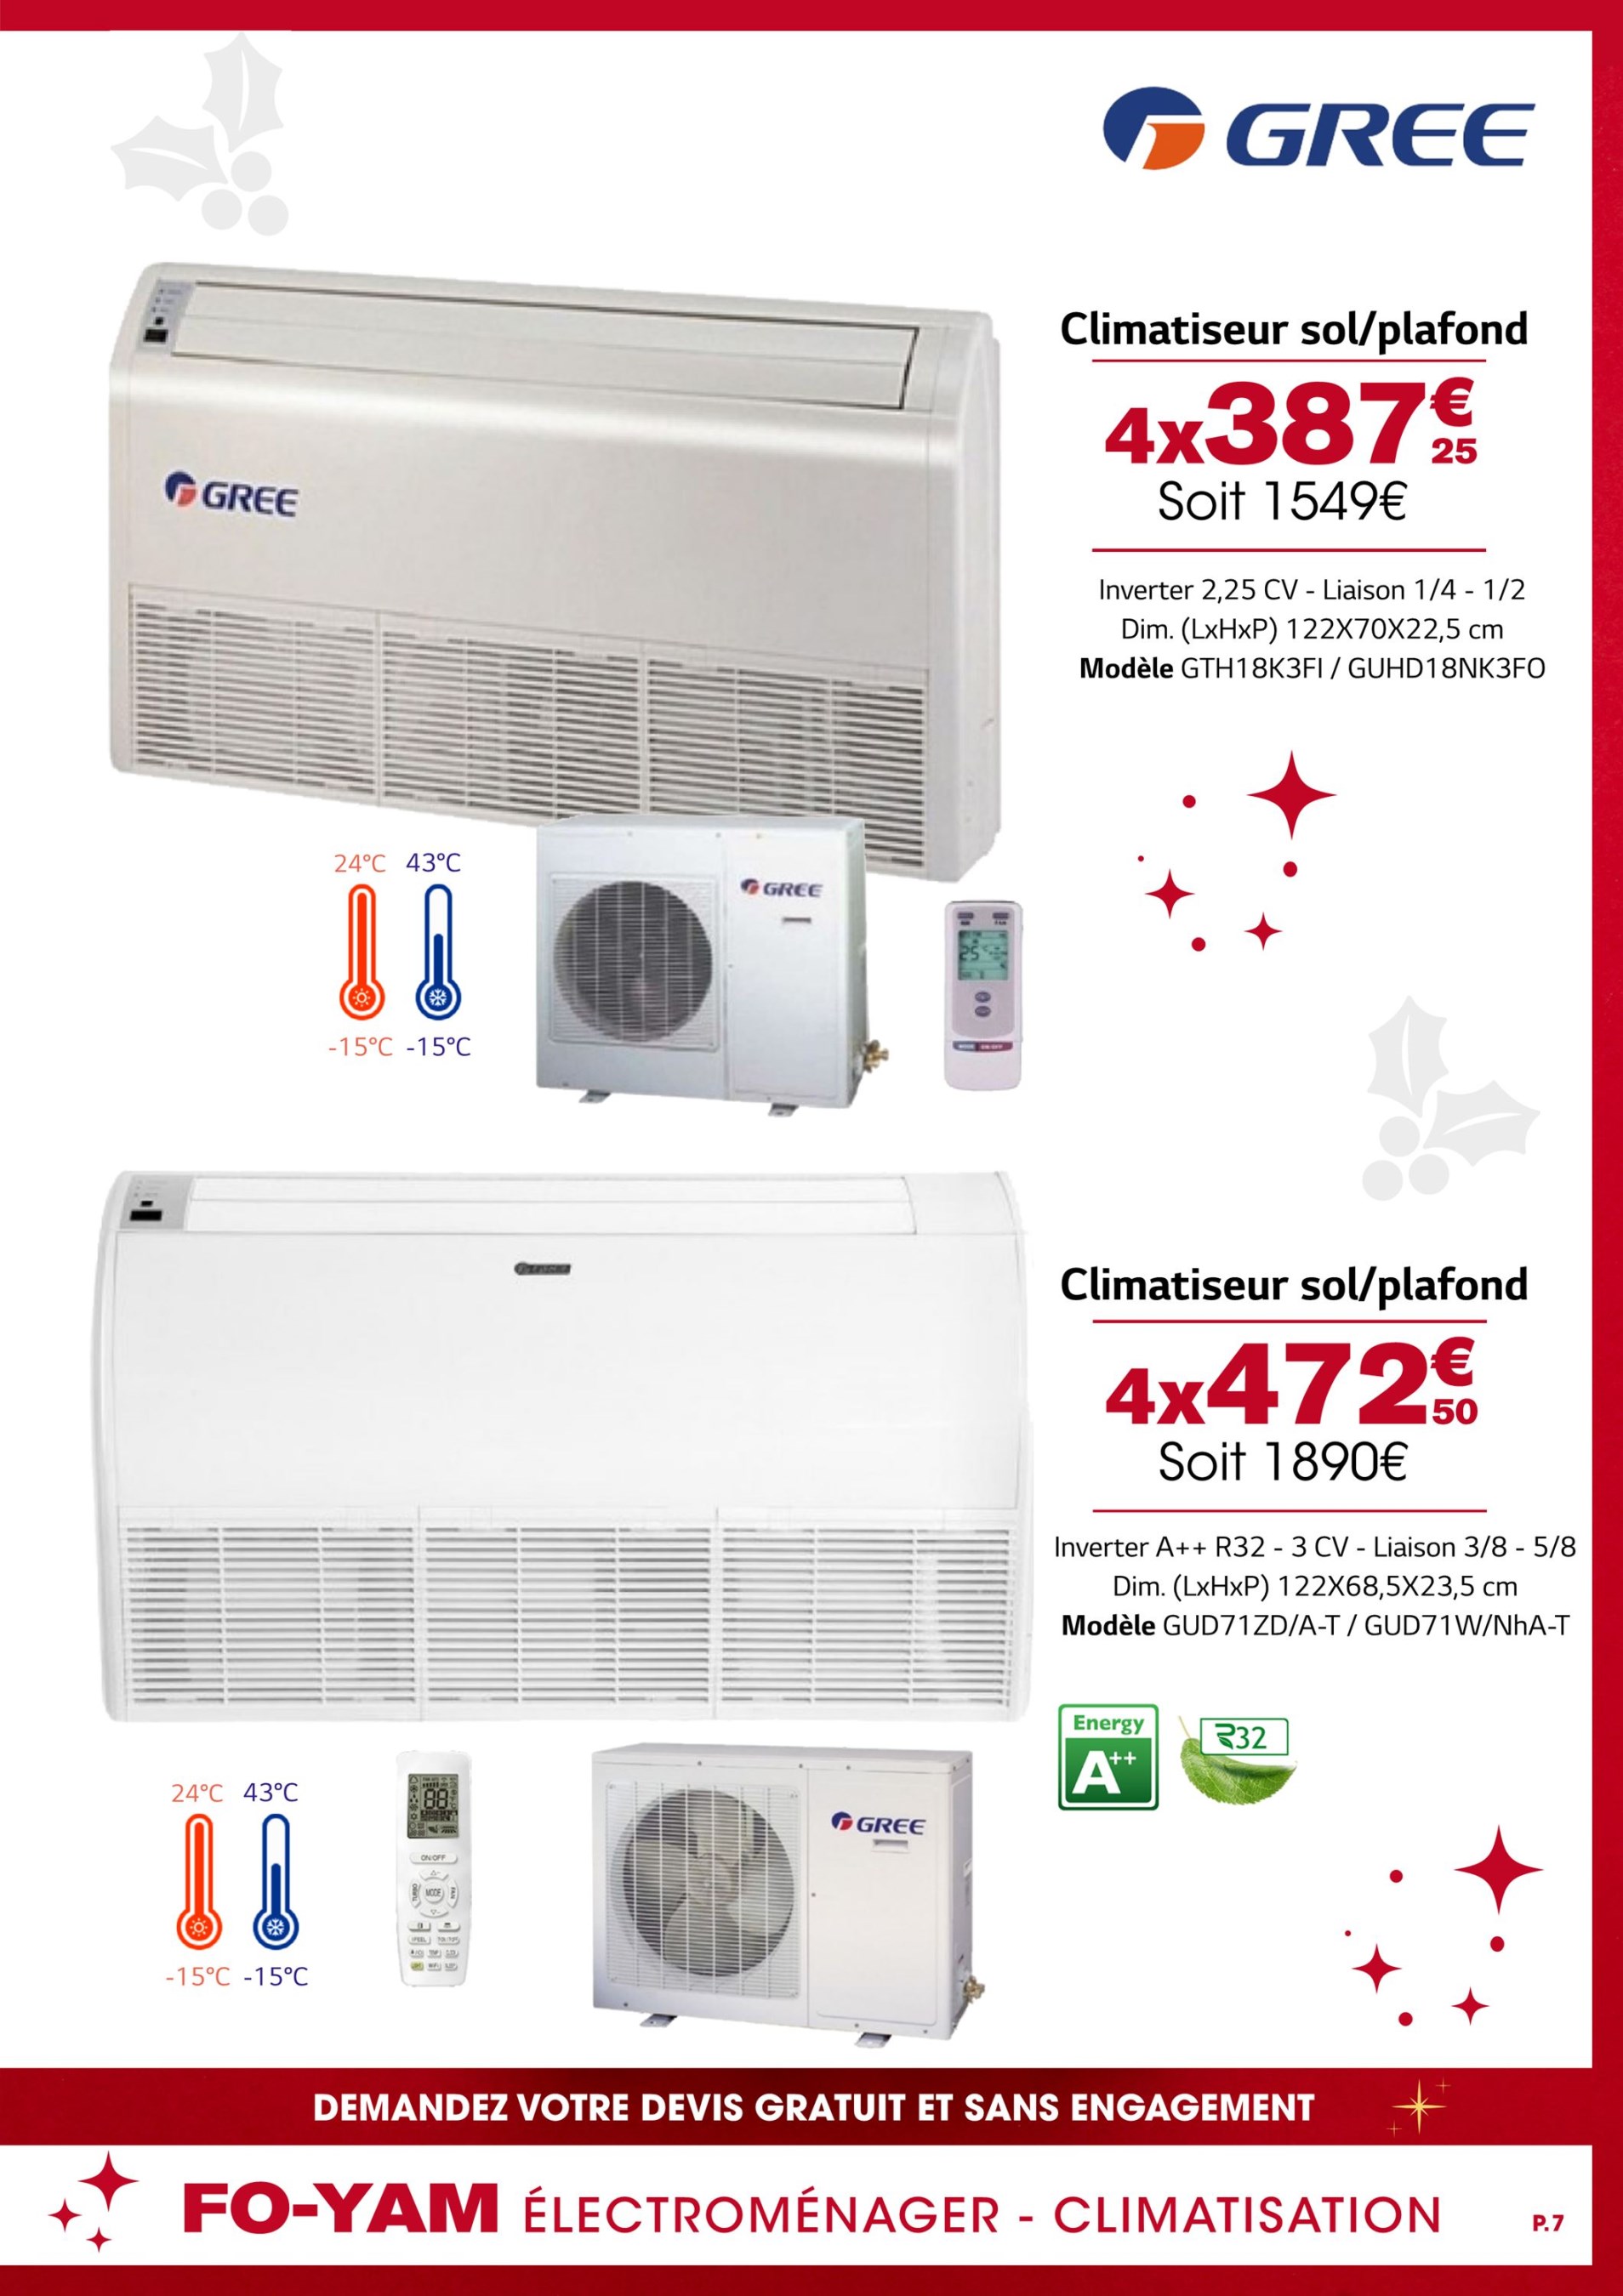 GREE
Climatiseur sol/plafond
4x387€25
Soit 1549€
Inverter 2,25 CV - Liaison 1/4 - 1/2
Dim. (LxHxP) 122X70X22,5 cm
Modèle GTH18K3FI / GUHD18NK3FO
GREE
24°C 43°C
-15°C -15°C
GREE
Climatiseur sol/plafond
4x472€50
Soit 1890€
Inverter A++ R32 - 3 CV - Liaison 3/8 - 5/8
Dim. (LxHxP) 122X68,5X23,5 cm
Modèle GUD71ZD/A-T / GUD71W/NhA-T
Energy
A++
R32
24°C 43°C
-15°C -15°C
ON/OFF
TURBO
MODE
FAN
GREE
DEMANDEZ VOTRE DEVIS GRATUIT ET SANS ENGAGEMENT
FO-YAM ÉLECTROMÉNAGER - CLIMATISATION
P.7